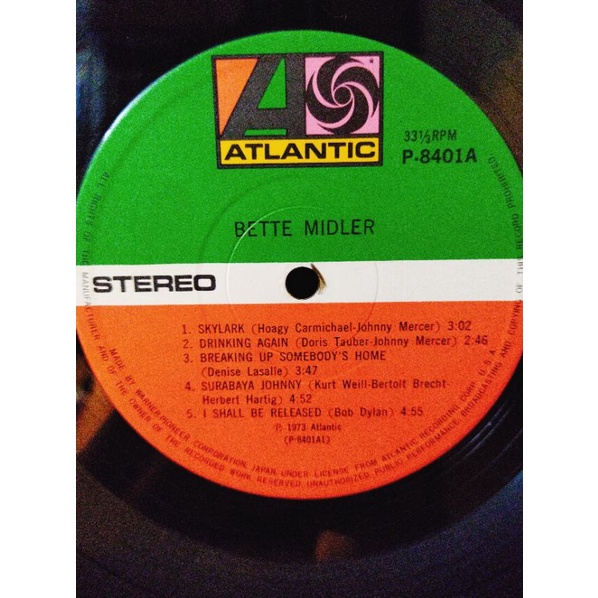 ATLANTIC
33⅓RPM
P-8401A
BETTE MIDLER
STEREO
1. SKYLARK (Hoagy Carmichael-Johnny Mercer) 3:02
2. DRINKING AGAIN (Doris Tauber-Johnny Mercer) 2:46
3. BREAKING UP SOMEBODY'S HOME
(Denise Lasalle) 3:47
4. SURABAYA JOHNNY (Kurt Weill-Bertolt Brecht-
Herbert Hartig) 4:52
5. I SHALL BE RELEASED (Bob Dylan) 4:55
℗ 1973 Atlantic
(P-8401A1)
MADE BY WARNER-PIONEER CORPORATION, JAPAN, UNDER LICENSE FROM ATLANTIC RECORDING CORP. U.S.A.
ALL RIGHTS OF THE MANUFACTURER AND OF THE OWNER OF THE RECORDED WORK RESERVED. UNAUTHORIZED PUBLIC PERFORMANCE, BROADCASTING AND COPYING OF THIS RECORD PROHIBITED.